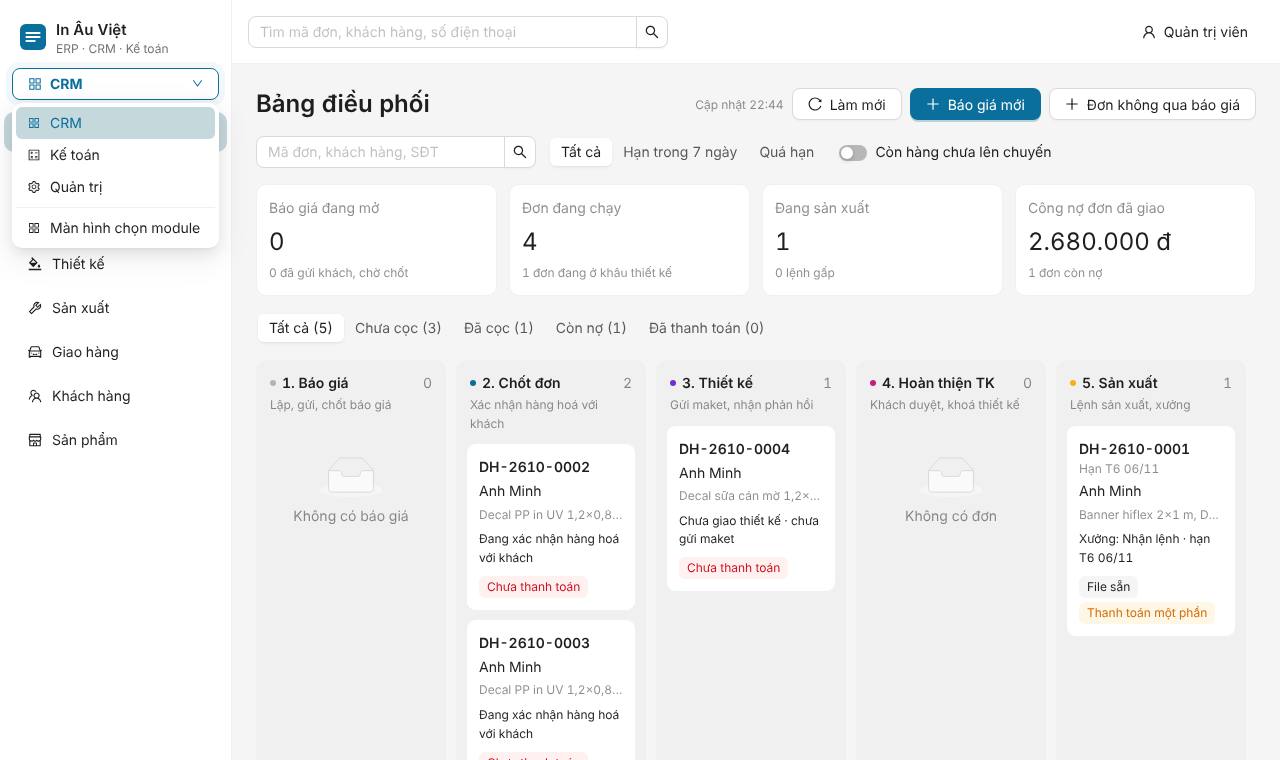 In Âu Việt
ERP · CRM · Kế toán
CRM
CRM
Kế toán
Quản trị
Màn hình chọn module
Thiết kế
Sản xuất
Giao hàng
Khách hàng
Sản phẩm
Tìm mã đơn, khách hàng, số điện thoại
Quản trị viên
Bảng điều phối
Cập nhật 22:44
Làm mới
Báo giá mới
Đơn không qua báo giá
Mã đơn, khách hàng, SĐT
Tất cả
Hạn trong 7 ngày
Quá hạn
Còn hàng chưa lên chuyến
Báo giá đang mở
0
0 đã gửi khách, chờ chốt
Đơn đang chạy
4
1 đơn đang ở khâu thiết kế
Đang sản xuất
1
0 lệnh gấp
Công nợ đơn đã giao
2.680.000 đ
1 đơn còn nợ
Tất cả (5)
Chưa cọc (3)
Đã cọc (1)
Còn nợ (1)
Đã thanh toán (0)
1. Báo giá 0
Lập, gửi, chốt báo giá
Không có báo giá
2. Chốt đơn 2
Xác nhận hàng hoá với
khách
DH-2610-0002
Anh Minh
Decal PP in UV 1,2×0,8...
Đang xác nhận hàng hoá
với khách
Chưa thanh toán
DH-2610-0003
Anh Minh
Decal PP in UV 1,2×0,8...
Đang xác nhận hàng hoá
với khách
Chưa thanh toán
3. Thiết kế 1
Gửi maket, nhận phản hồi
DH-2610-0004
Anh Minh
Decal sữa cán mờ 1,2×...
Chưa giao thiết kế · chưa
gửi maket
Chưa thanh toán
4. Hoàn thiện TK 0
Khách duyệt, khoá thiết kế
Không có đơn
5. Sản xuất 1
Lệnh sản xuất, xưởng
DH-2610-0001
Hạn T6 06/11
Anh Minh
Banner hiflex 2×1 m, D...
Xưởng: Nhận lệnh · hạn
T6 06/11
File sẵn
Thanh toán một phần